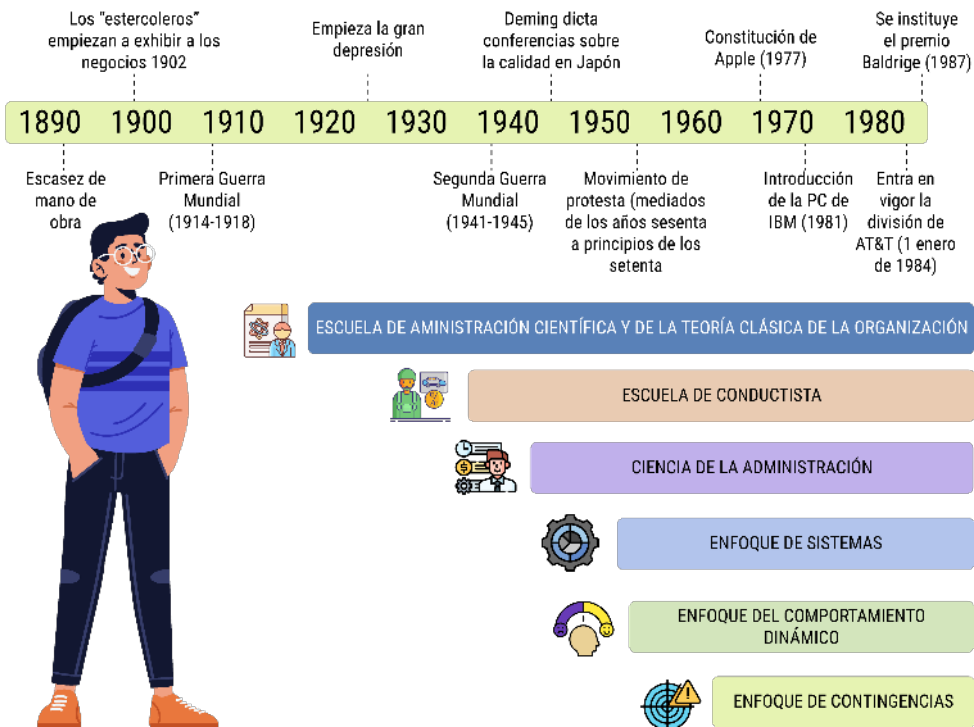 Los "estercoleros"
empiezan a exhibir a los
negocios 1902
Empieza la gran
depresión
Deming dicta
conferencias sobre
la calidad en Japón
Constitución de
Apple (1977)
Se instituye
el premio
Baldrige (1987)
1890 1900 1910 1920 1930 1940 1950 1960 1970 1980
Escasez de
mano de
obra
Primera Guerra
Mundial
(1914-1918)
Segunda Guerra
Mundial
(1941-1945)
Movimiento de
protesta (mediados
de los años sesenta
a principios de los
setenta
Introducción
de la PC de
IBM (1981)
Entra en
vigor la
división de
AT&T (1 enero
de 1984)
ESCUELA DE AMINISTRACIÓN CIENTÍFICA Y DE LA TEORÍA CLÁSICA DE LA ORGANIZACIÓN
ESCUELA DE CONDUCTISTA
CIENCIA DE LA ADMINISTRACIÓN
ENFOQUE DE SISTEMAS
ENFOQUE DEL COMPORTAMIENTO
DINÁMICO
ENFOQUE DE CONTINGENCIAS